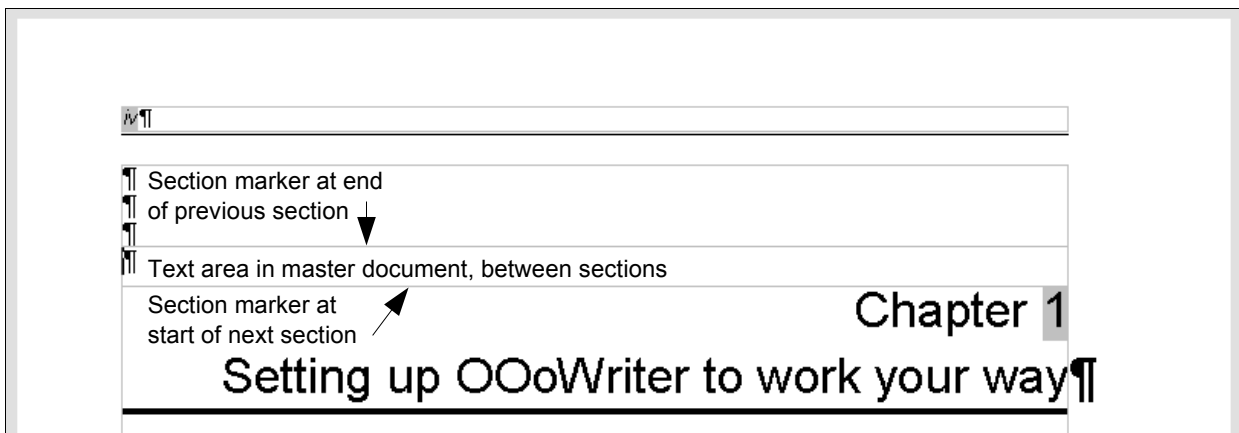 iv¶
¶ Section marker at end
¶ of previous section
¶
¶ Text area in master document, between sections
Section marker at
start of next section
Chapter 1
Setting up OOoWriter to work your way¶